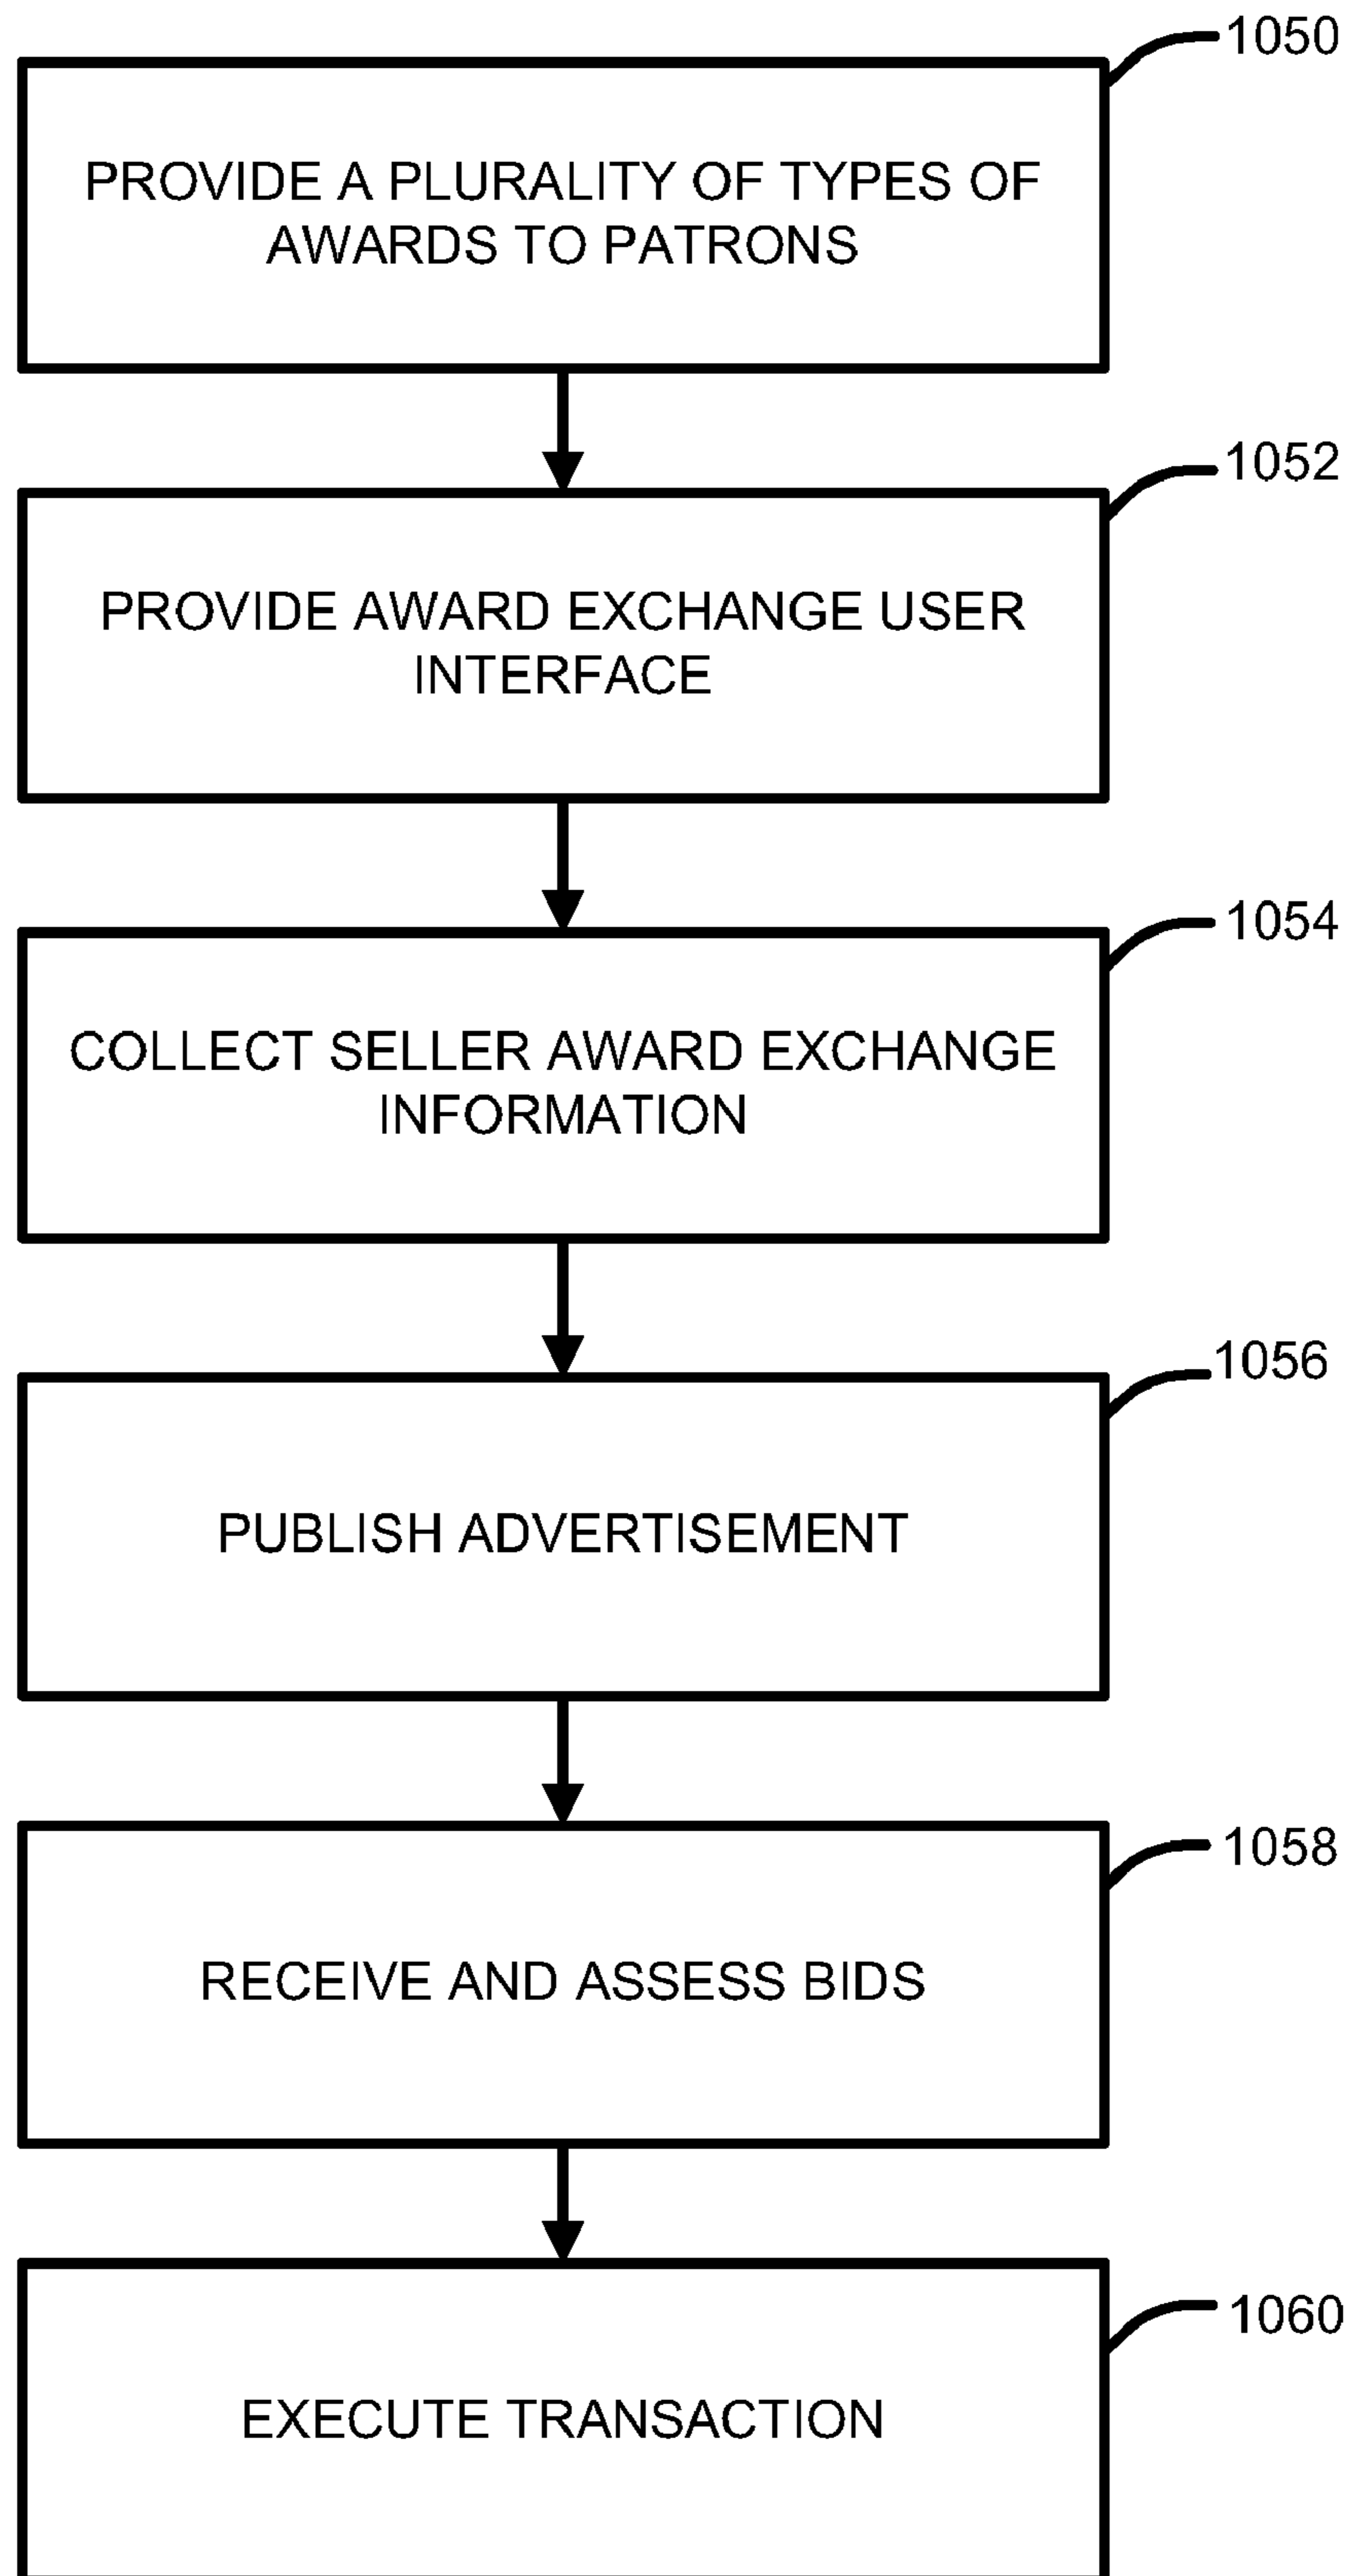 1050
PROVIDE A PLURALITY OF TYPES OF
AWARDS TO PATRONS
1052
PROVIDE AWARD EXCHANGE USER
INTERFACE
1054
COLLECT SELLER AWARD EXCHANGE
INFORMATION
1056
PUBLISH ADVERTISEMENT
1058
RECEIVE AND ASSESS BIDS
1060
EXECUTE TRANSACTION